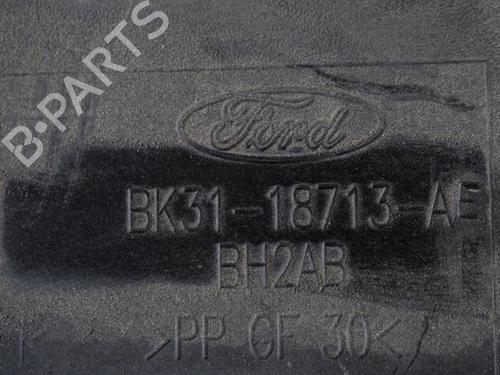 B-PARTS
Ford
BK31-18713-AE
BH2AB
>PP GF 30<